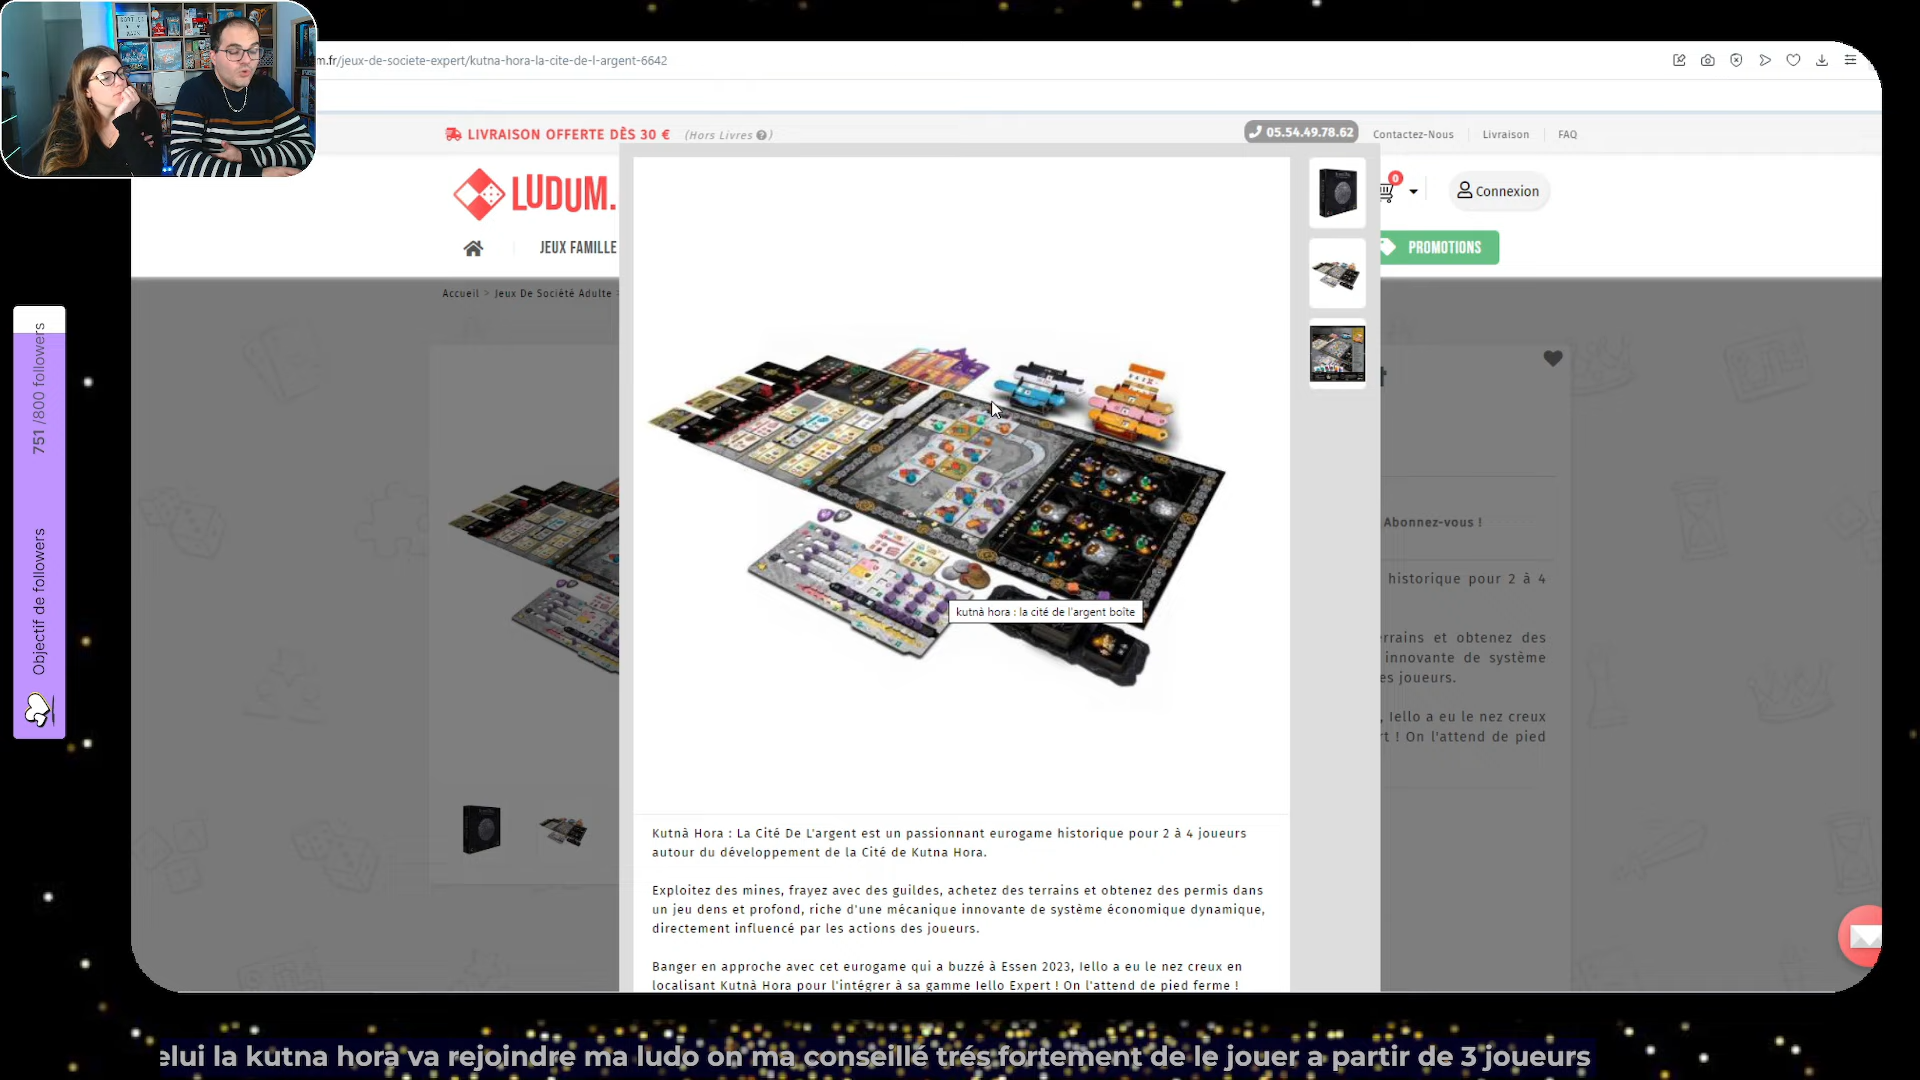 m.fr/jeux-de-societe-expert/kutna-hora-la-cite-de-l-argent-6642
LIVRAISON OFFERTE DÈS 30 € (Hors Livres ?)
05.54.49.78.62
Contactez-Nous
Livraison
FAQ
LUDUM.
0
Connexion
JEUX FAMILLE
PROMOTIONS
Accueil > Jeux De Société Adulte >
751 /800 followers
Objectif de followers
Abonnez-vous !
historique pour 2 à 4
errains et obtenez des
innovante de système
es joueurs.
, Iello a eu le nez creux
rt ! On l'attend de pied
kutnà hora : la cité de l'argent boîte
Kutnà Hora : La Cité De L'argent est un passionnant eurogame historique pour 2 à 4 joueurs
autour du développement de la Cité de Kutna Hora.
Exploitez des mines, frayez avec des guildes, achetez des terrains et obtenez des permis dans
un jeu dens et profond, riche d'une mécanique innovante de système économique dynamique,
directement influencé par les actions des joueurs.
Banger en approche avec cet eurogame qui a buzzé à Essen 2023, Iello a eu le nez creux en
localisant Kutnà Hora pour l'intégrer à sa gamme Iello Expert ! On l'attend de pied ferme !
elui la kutna hora va rejoindre ma ludo on ma conseillé trés fortement de le jouer a partir de 3 joueurs